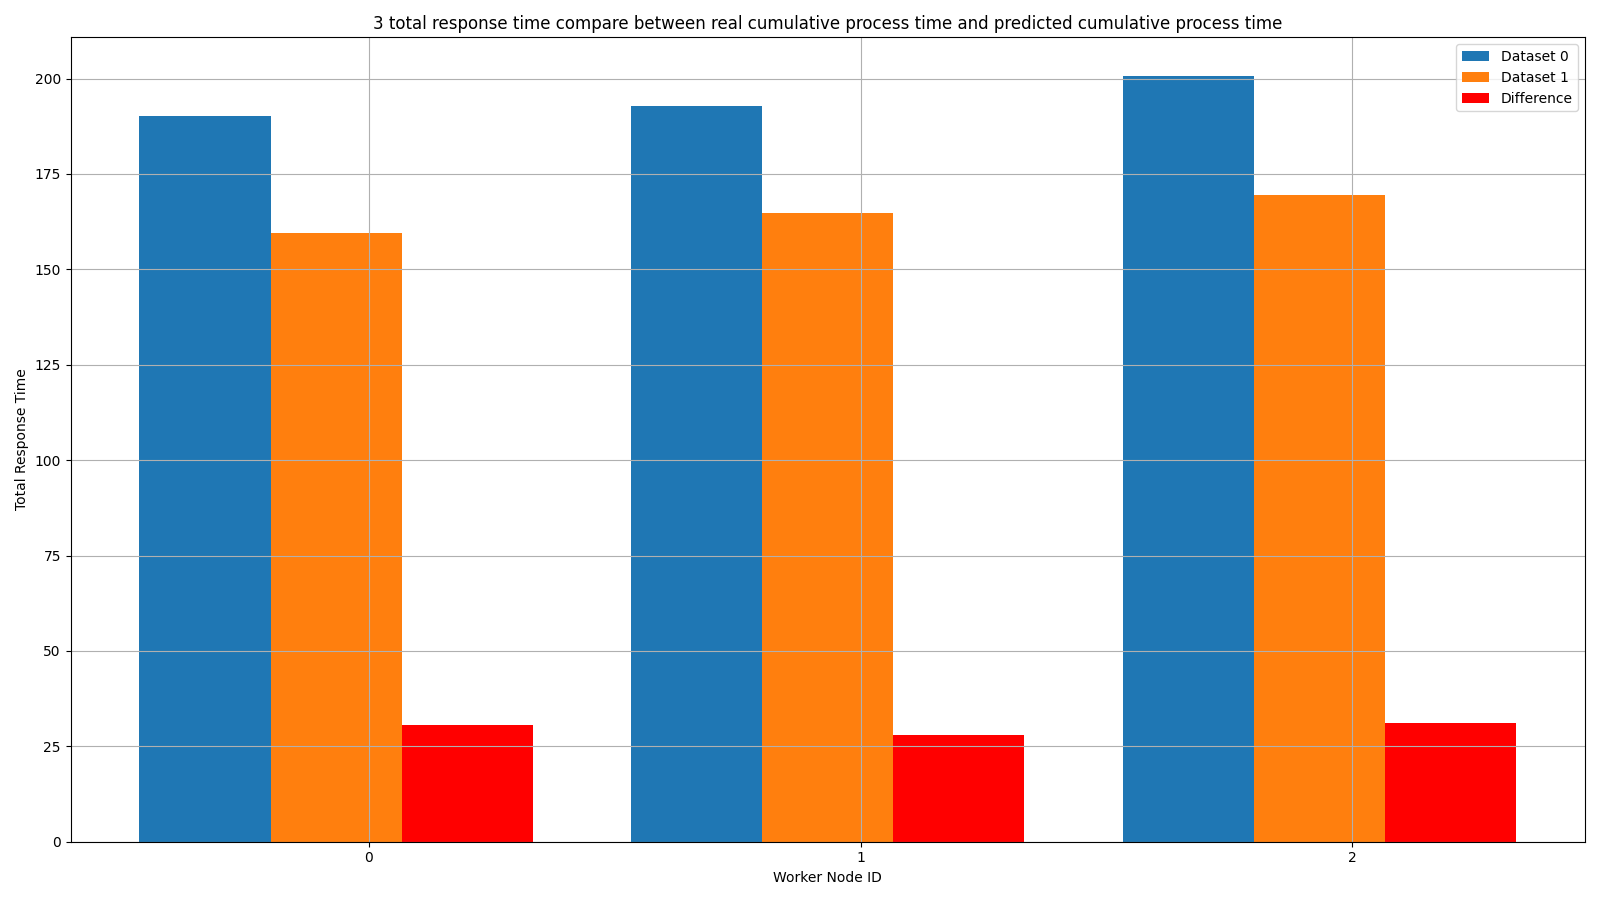 3 total response time compare between real cumulative process time and predicted cumulative process time
Dataset 0
Dataset 1
Difference
200
175
150
125
100
75
50
25
0
Total Response Time
0 1 2
Worker Node ID